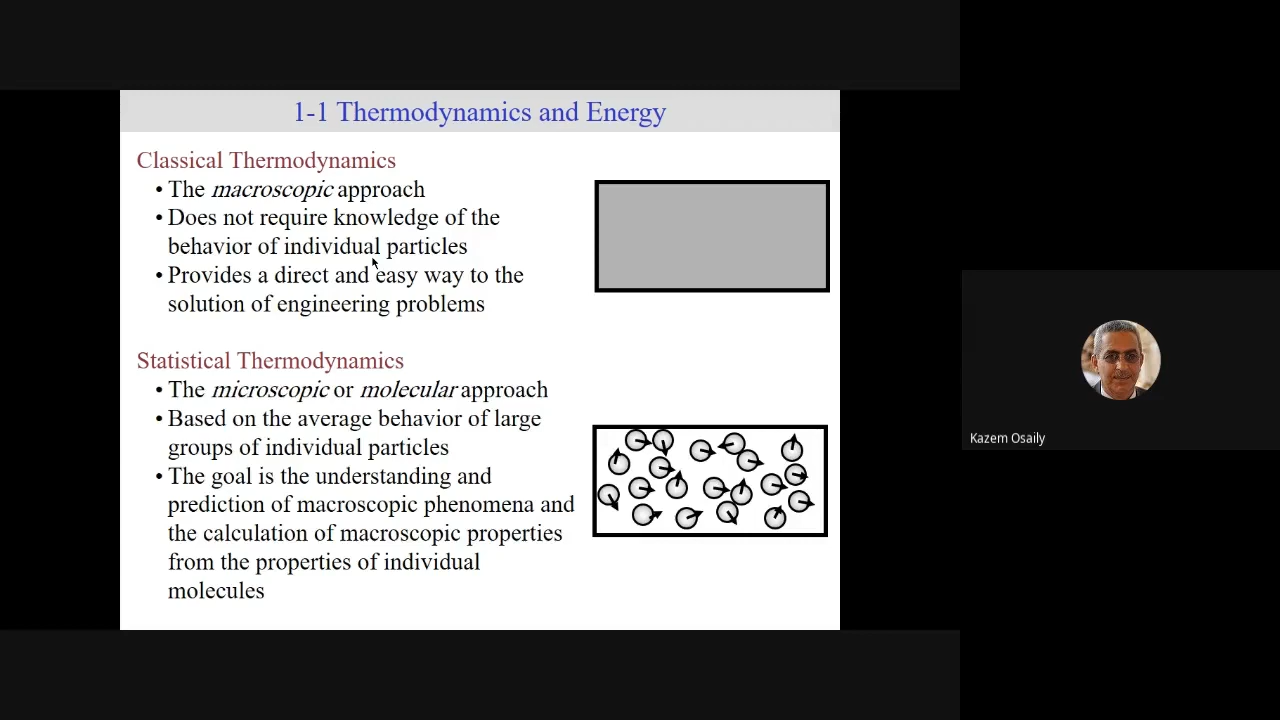 1-1 Thermodynamics and Energy
Classical Thermodynamics
• The macroscopic approach
• Does not require knowledge of the
behavior of individual particles
• Provides a direct and easy way to the
solution of engineering problems
Statistical Thermodynamics
• The microscopic or molecular approach
• Based on the average behavior of large
groups of individual particles
• The goal is the understanding and
prediction of macroscopic phenomena and
the calculation of macroscopic properties
from the properties of individual
molecules
Kazem Osaily